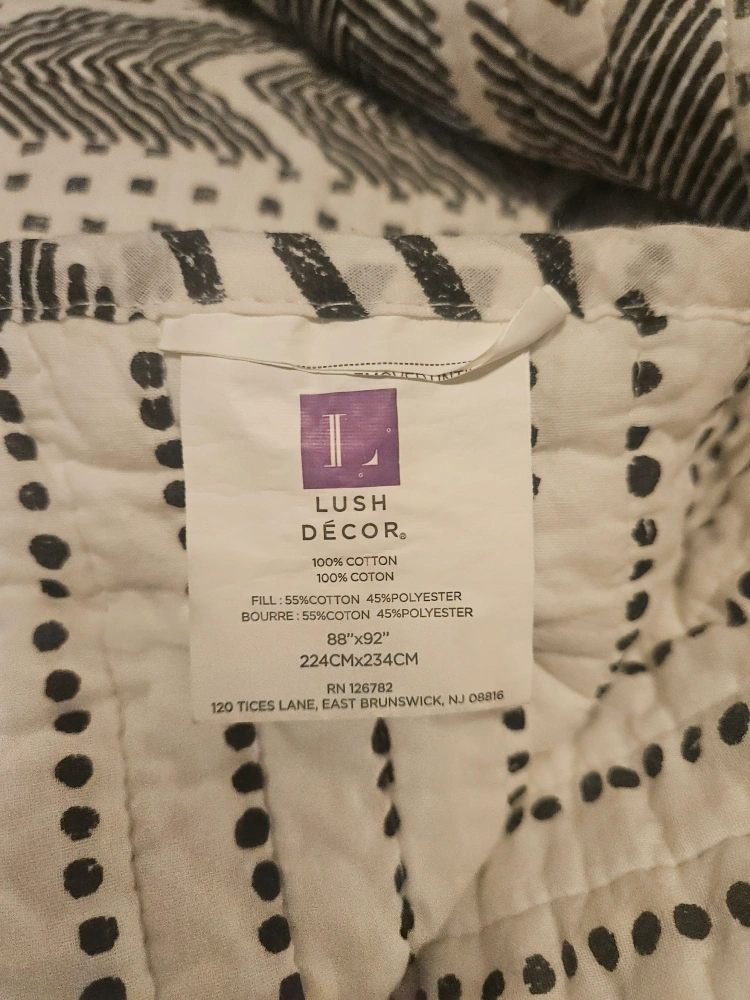 L
LUSH
DÉCOR®
100% COTTON
100% COTON
FILL : 55%COTTON 45%POLYESTER
BOURRE : 55%COTON 45%POLYESTER
88”x92”
224CMx234CM
RN 126782
120 TICES LANE, EAST BRUNSWICK, NJ 08816